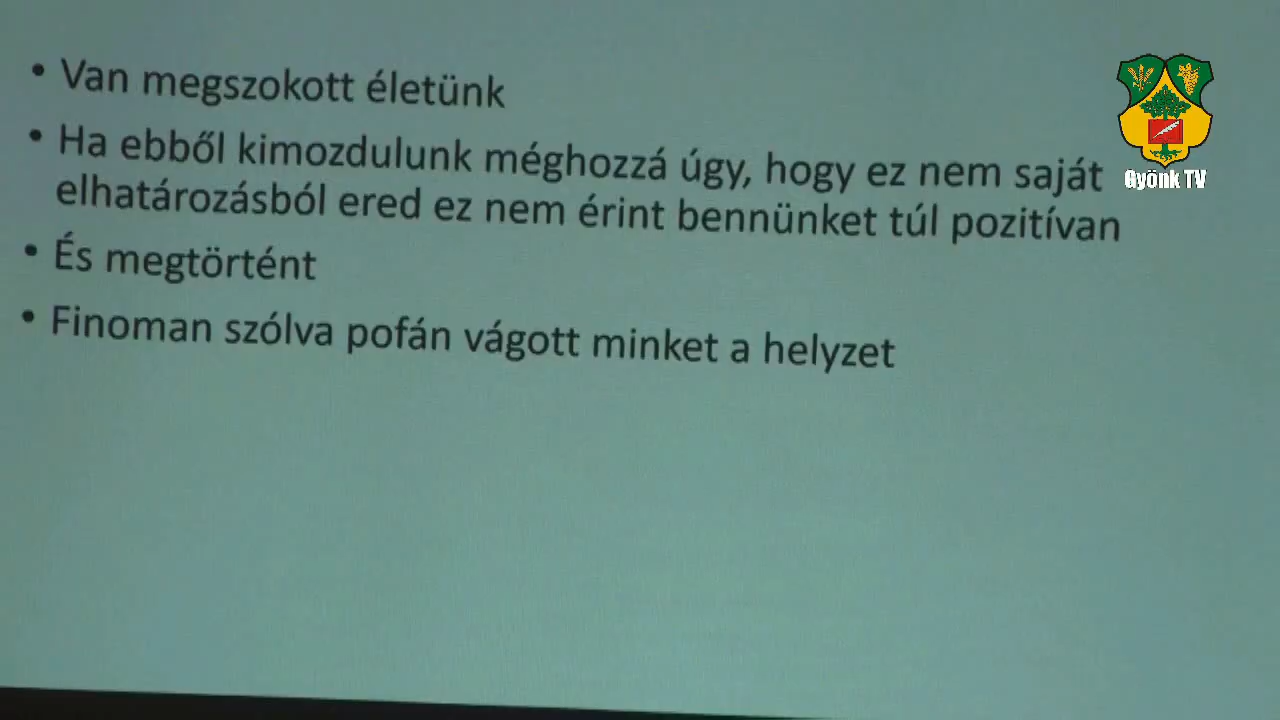 • Van megszokott életünk
• Ha ebből kimozdulunk méghozzá úgy, hogy ez nem saját
elhatározásból ered ez nem érint bennünket túl pozitívan
• És megtörtént
• Finoman szólva pofán vágott minket a helyzet
Gyönk TV